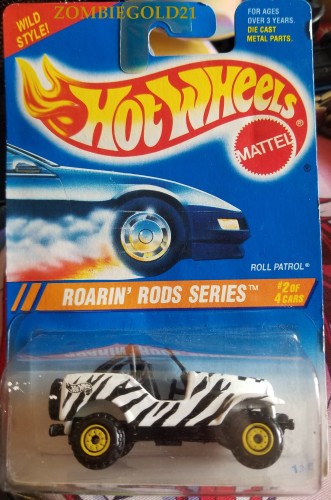 ZOMBIEGOLD21
WILD
STYLE!
FOR AGES
OVER 3 YEARS.
DIE CAST
METAL PARTS.
HOT WHEELS®
MATTEL
®
ROLL PATROL®
ROARIN' RODS SERIES™
#2 OF
4 CARS